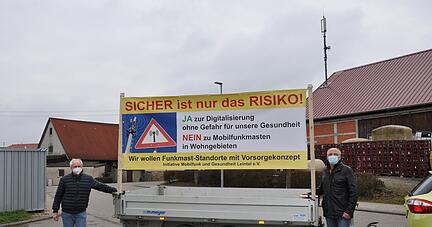 SICHER ist nur das RISIKO!
JA zur Digitalisierung
ohne Gefahr für unsere Gesundheit
NEIN zu Mobilfunkmasten
in Wohngebieten
Wir wollen Funkmast-Standorte mit Vorsorgekonzept
Initiative Mobilfunk und Gesundheit Leintal e.V.